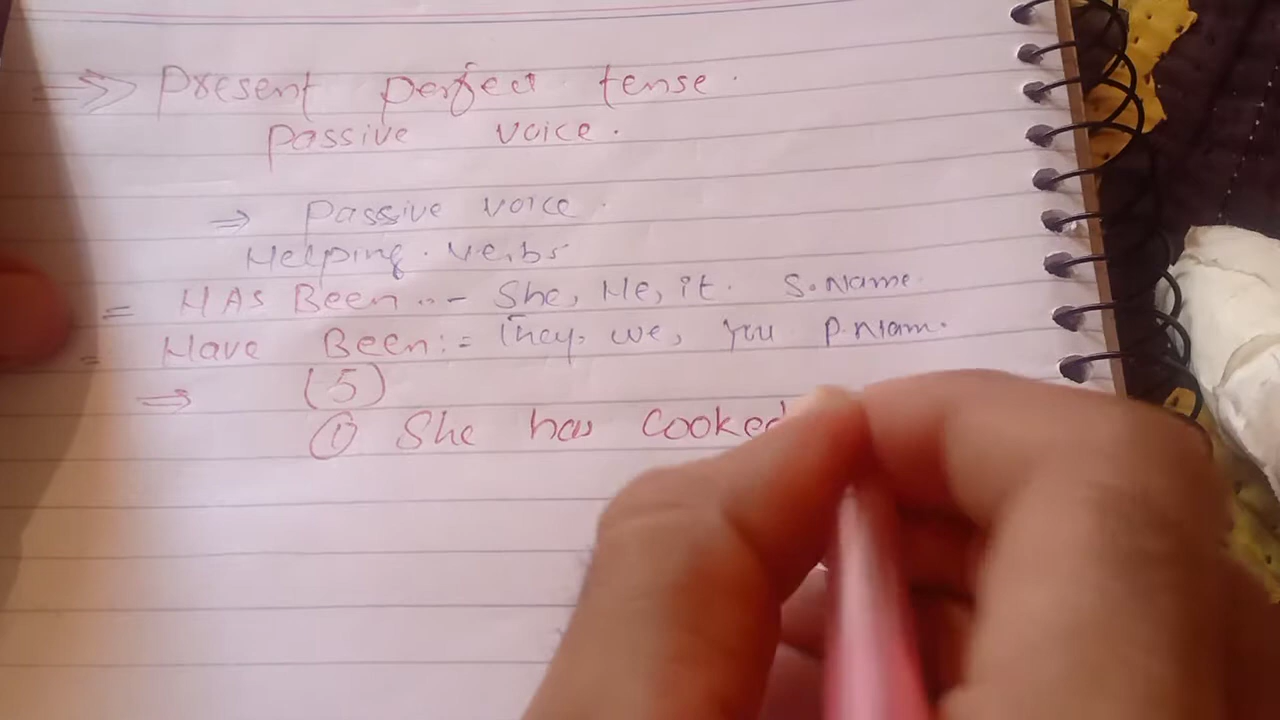 ⇒ Present perfect tense.
Passive voice.
⇒ Passive voice.
Helping. verbs
= HAS Been..- She, He, it. S.Name.
= Have Been:= They, we, you P.Nam.
⇒ (5)
① She has cooked